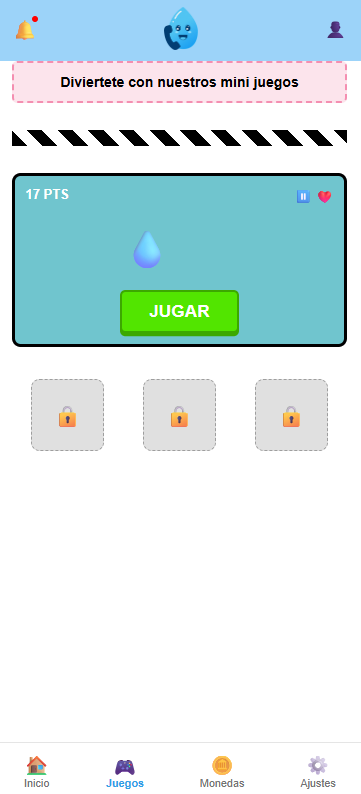 Diviertete con nuestros mini juegos
17 PTS
JUGAR
Inicio
Juegos
Monedas
Ajustes